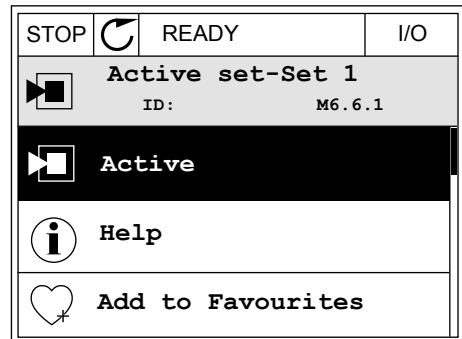 STOP READY I/O
Active set-Set 1
ID: M6.6.1
Active
Help
Add to Favourites